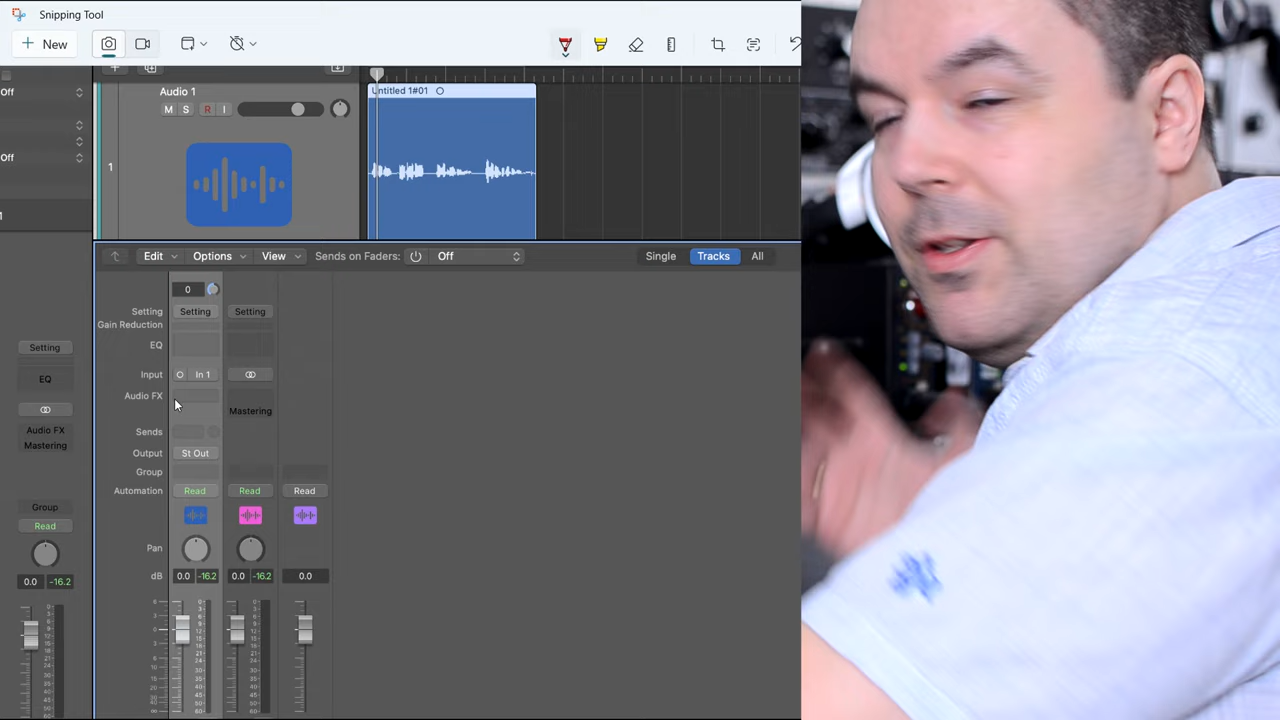 Snipping Tool
New
Off
Off
1
Audio 1
M S R I
1
Untitled 1#01
Edit Options View Sends on Faders: Off Single Tracks All
0
Setting Setting Setting
Gain Reduction
EQ
EQ
Input In 1
Audio FX
Mastering
Audio FX
Mastering
Sends
Output St Out
Group
Group
Automation Read Read Read
Read
Pan
dB 0.0 -16.2 0.0 -16.2 0.0
0.0 -16.2